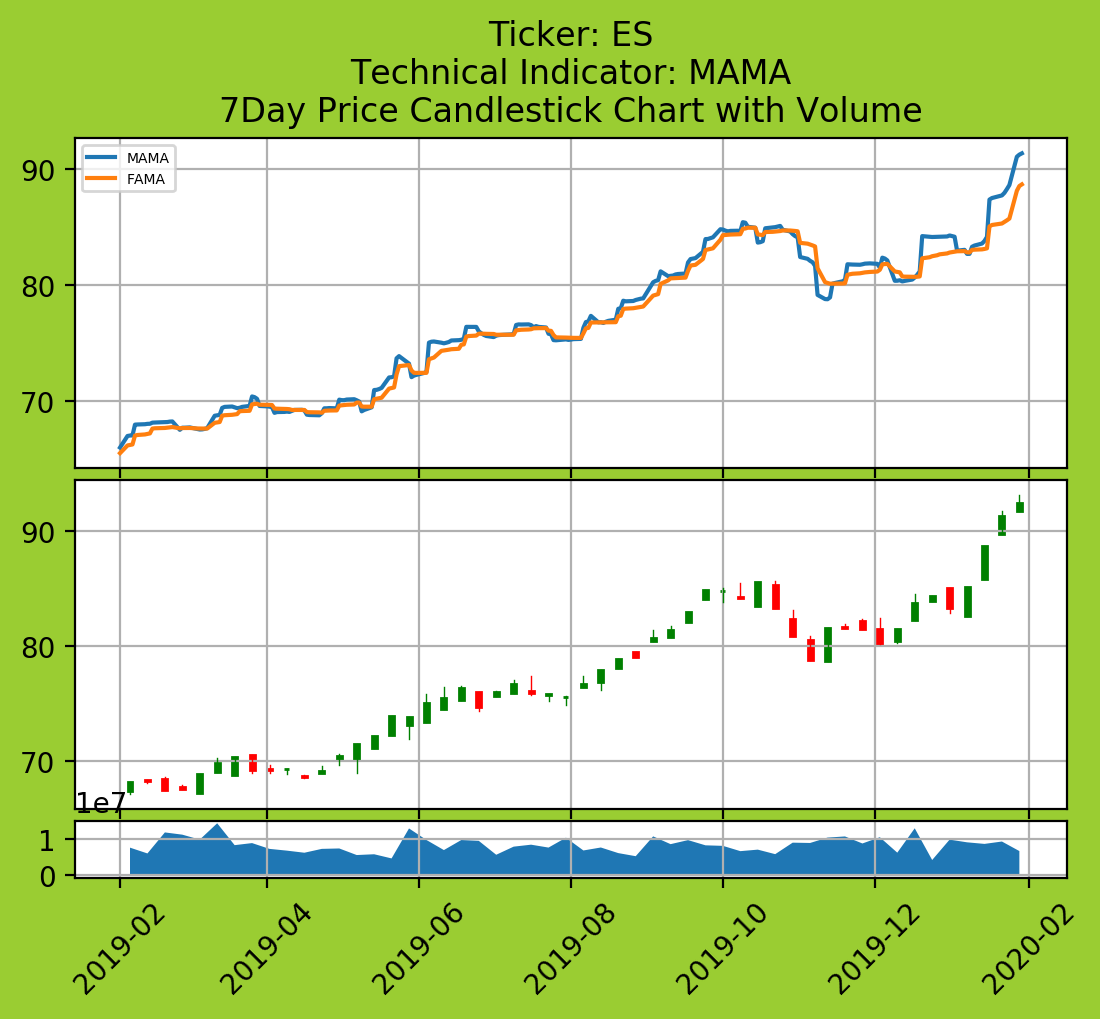 Ticker: ES
Technical Indicator: MAMA
7Day Price Candlestick Chart with Volume
MAMA
FAMA
90
80
70
90
80
70
1e7
1
0
2019-02
2019-04
2019-06
2019-08
2019-10
2019-12
2020-02